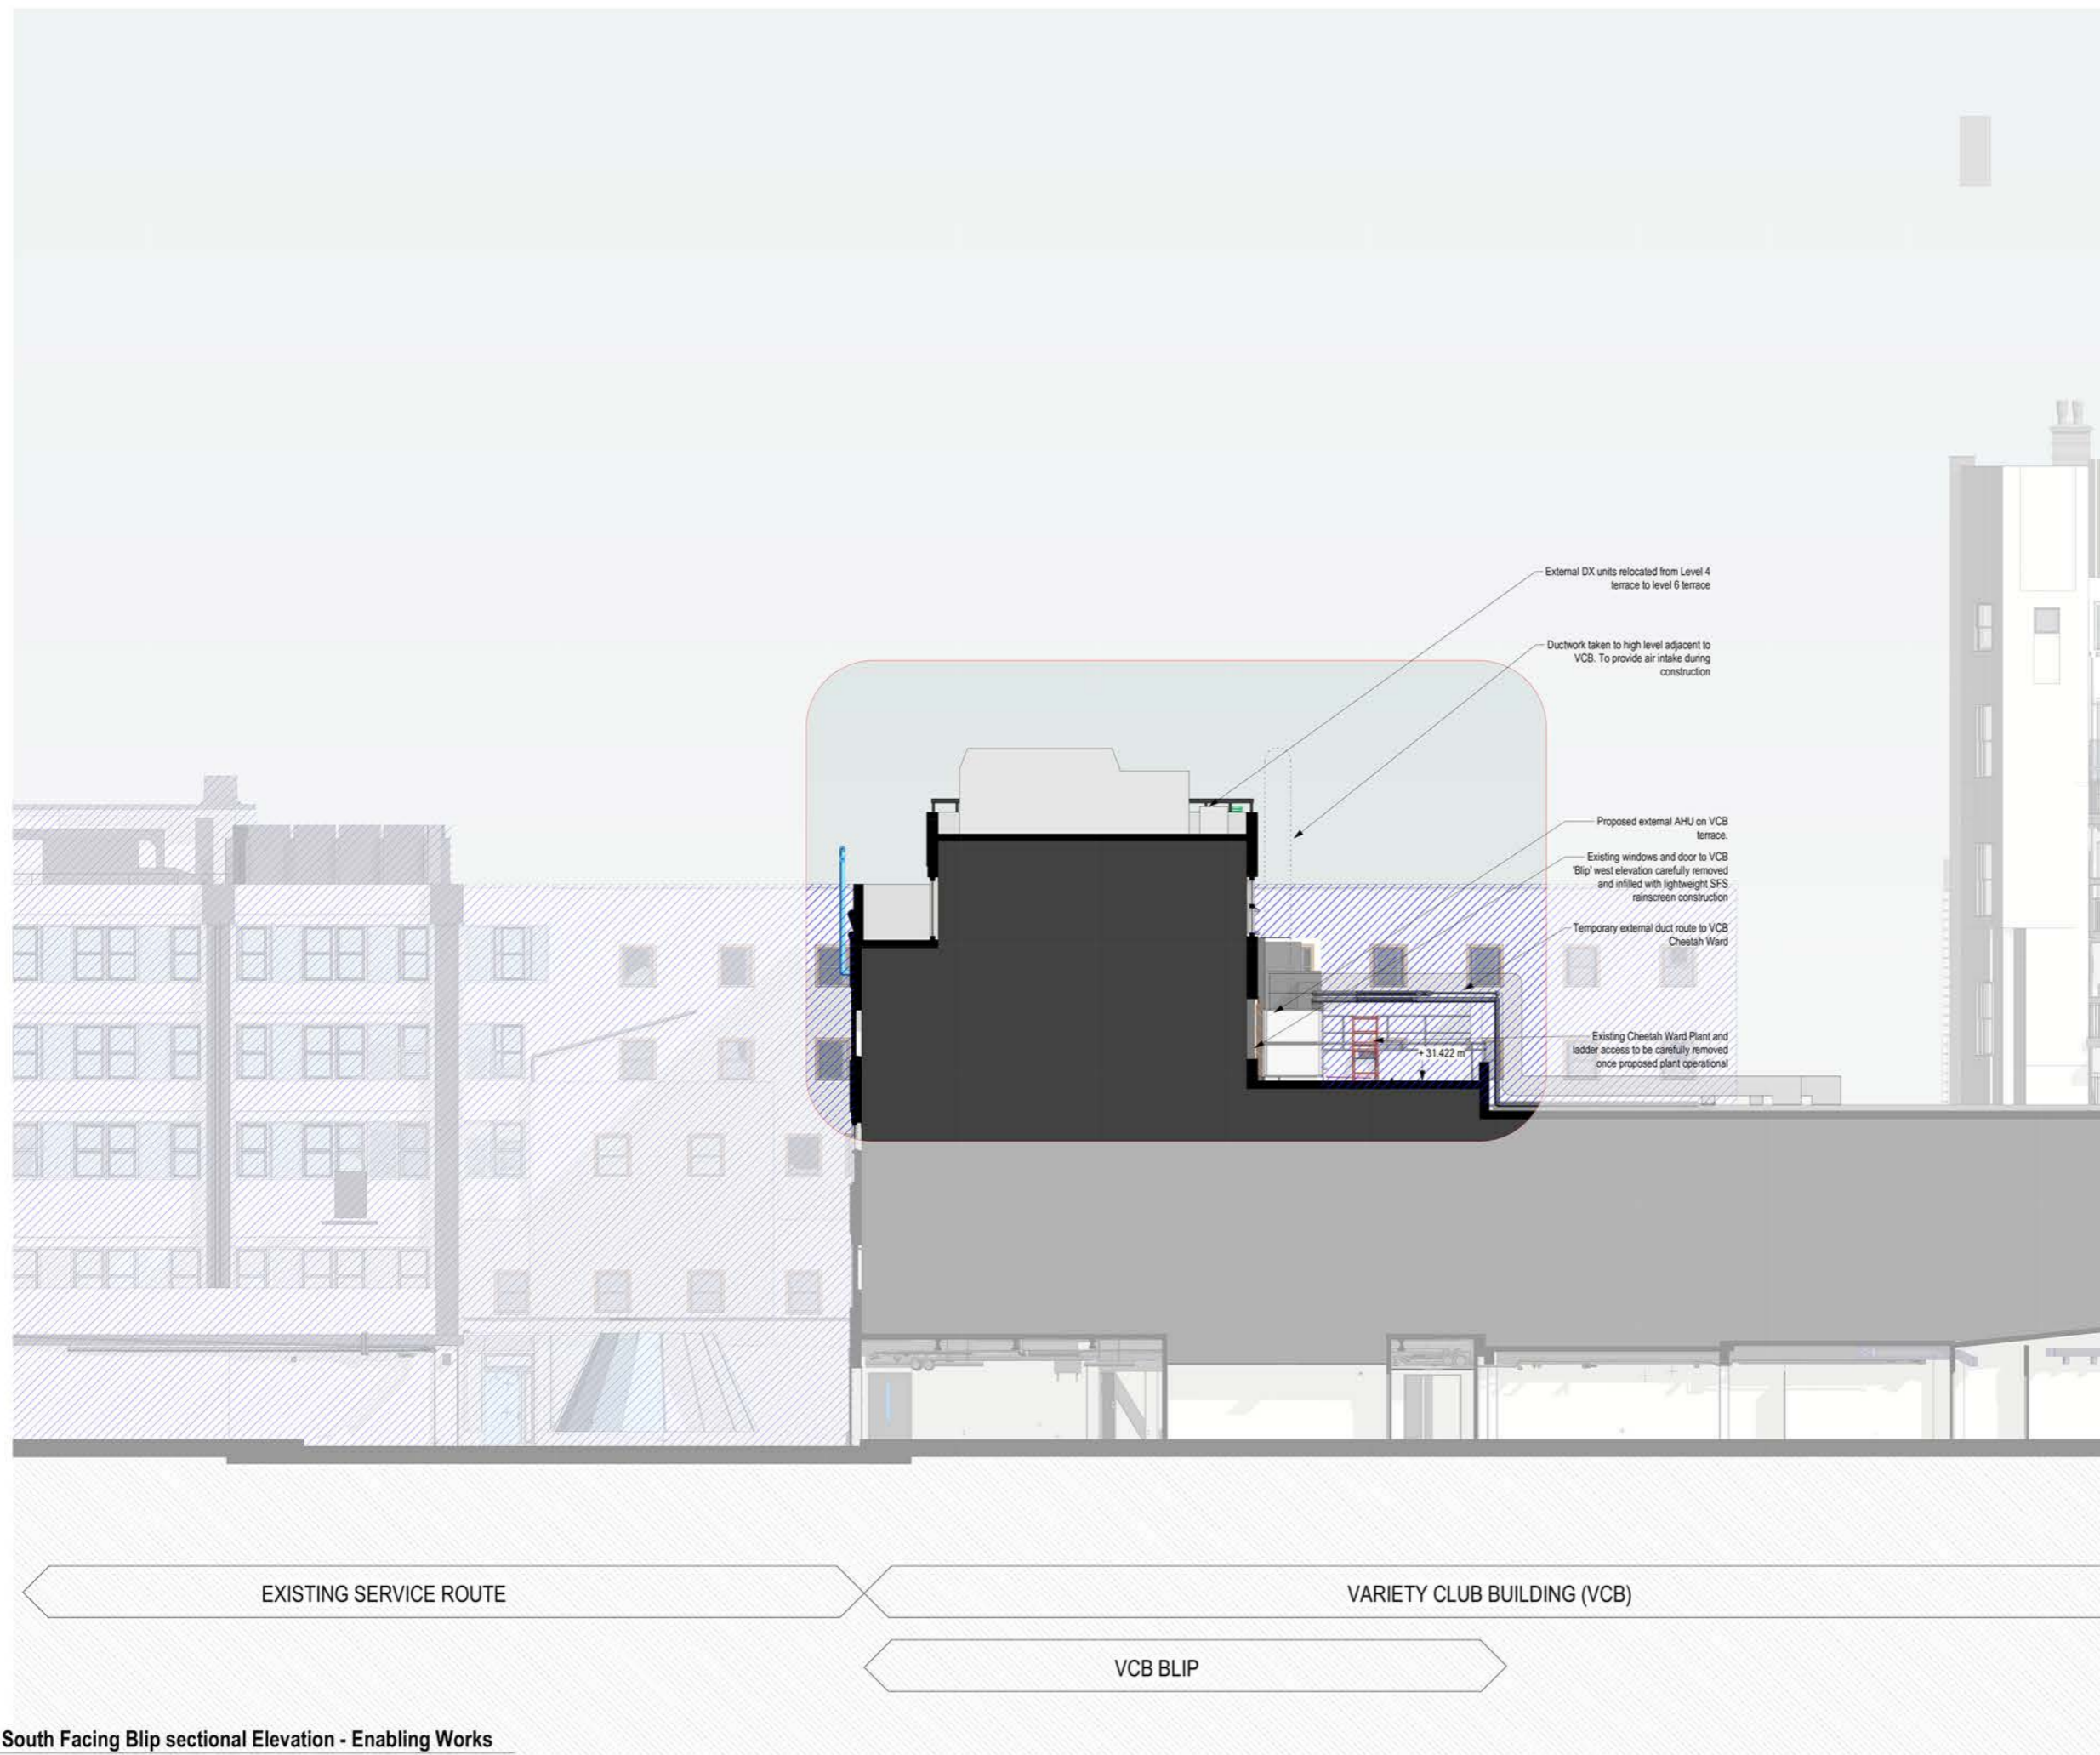 External DX units relocated from Level 4
terrace to level 6 terrace
Ductwork taken to high level adjacent to
VCB. To provide air intake during
construction
Proposed external AHU on VCB
terrace.
Existing windows and door to VCB
'Blip' west elevation carefully removed
and infilled with lightweight SFS
rainscreen construction
Temporary external duct route to VCB
Cheetah Ward
Existing Cheetah Ward Plant and
ladder access to be carefully removed
once proposed plant operational
+ 31.422 m
EXISTING SERVICE ROUTE
VARIETY CLUB BUILDING (VCB)
VCB BLIP
South Facing Blip sectional Elevation - Enabling Works